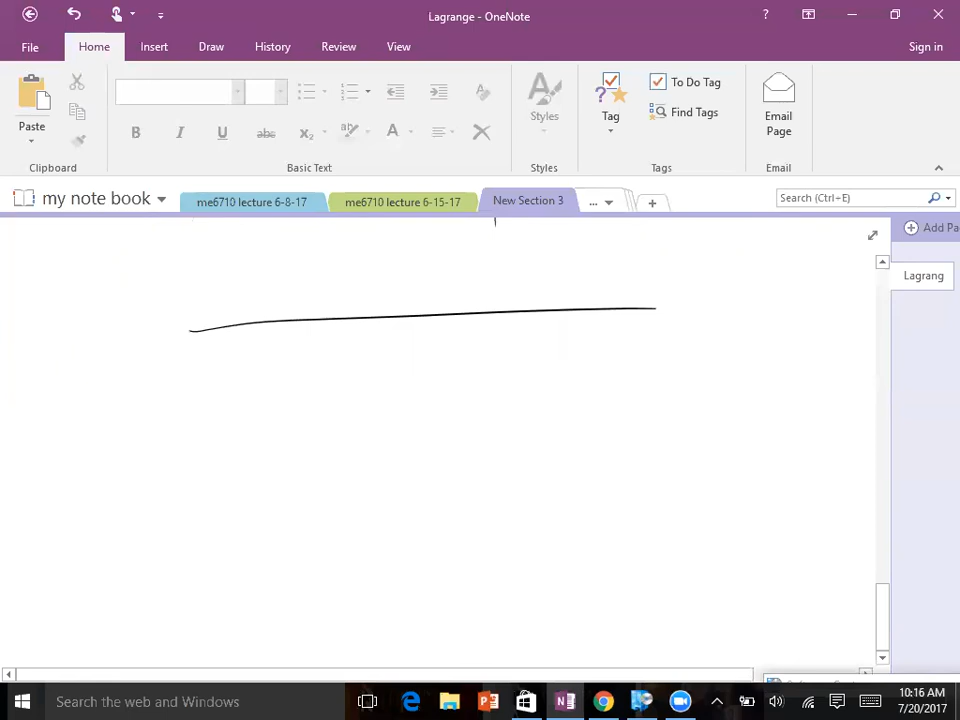 Lagrange - OneNote
?
File
Home
Insert
Draw
History
Review
View
Sign in
Paste
B I U abc x₂ A
Styles
Tag
To Do Tag
Find Tags
Email Page
Clipboard
Basic Text
Styles
Tags
Email
my note book
me6710 lecture 6-8-17
me6710 lecture 6-15-17
New Section 3
...
Search (Ctrl+E)
Add Pa
Lagrang
Search the web and Windows
10:16 AM
7/20/2017